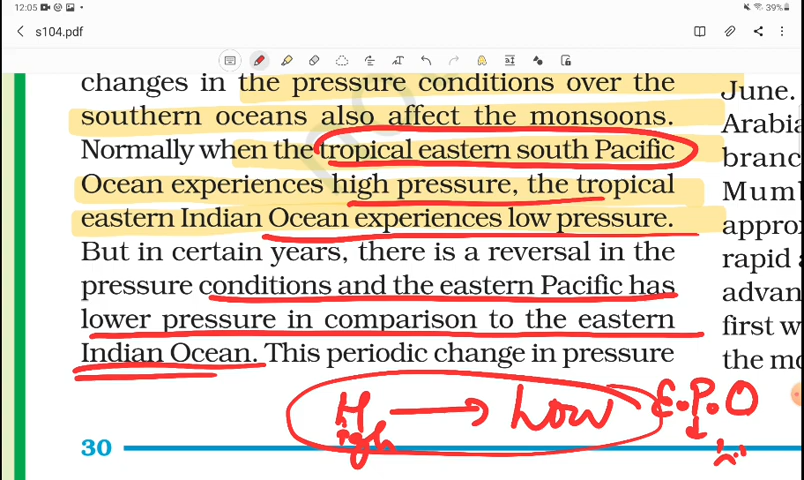 12:05
39%
s104.pdf
changes in the pressure conditions over the
southern oceans also affect the monsoons.
Normally when the tropical eastern south Pacific
Ocean experiences high pressure, the tropical
eastern Indian Ocean experiences low pressure.
But in certain years, there is a reversal in the
pressure conditions and the eastern Pacific has
lower pressure in comparison to the eastern
Indian Ocean. This periodic change in pressure
High → Low E.P.O
30
June.
Arabia
branc
Mumb
appro
rapid a
advan
first w
the mo